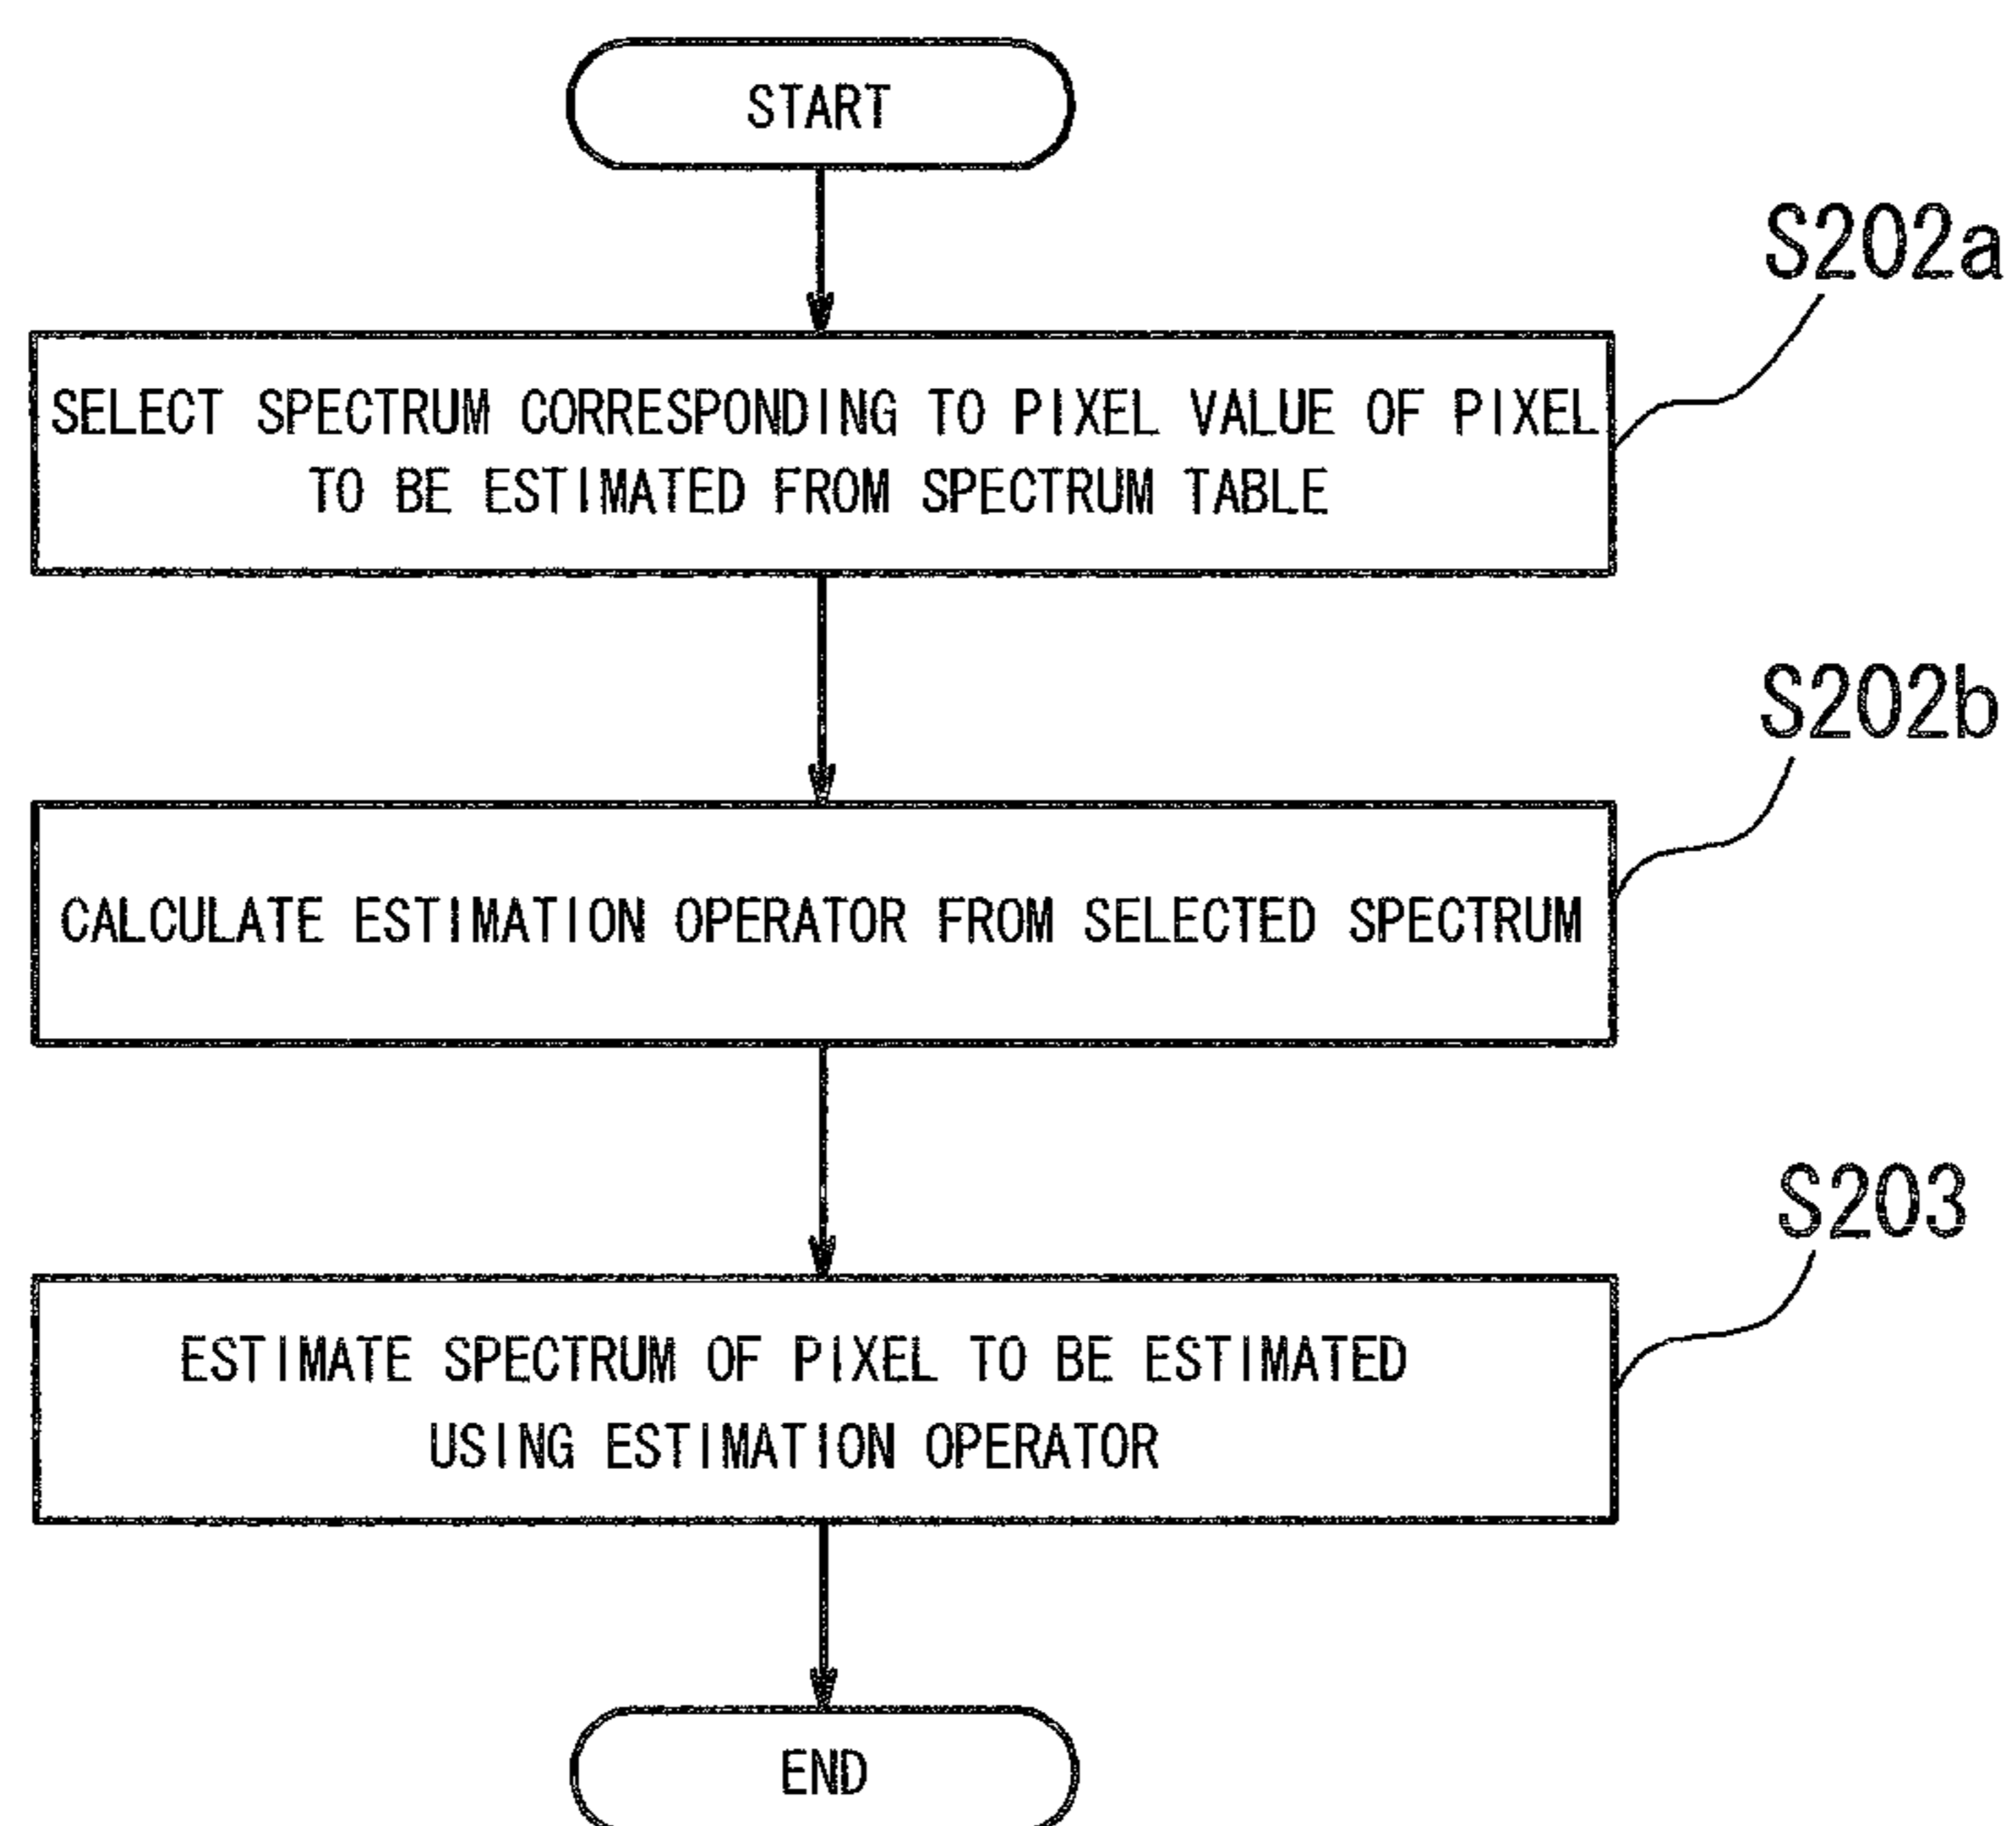 START
S202a
SELECT SPECTRUM CORRESPONDING TO PIXEL VALUE OF PIXEL
TO BE ESTIMATED FROM SPECTRUM TABLE
S202b
CALCULATE ESTIMATION OPERATOR FROM SELECTED SPECTRUM
S203
ESTIMATE SPECTRUM OF PIXEL TO BE ESTIMATED
USING ESTIMATION OPERATOR
END